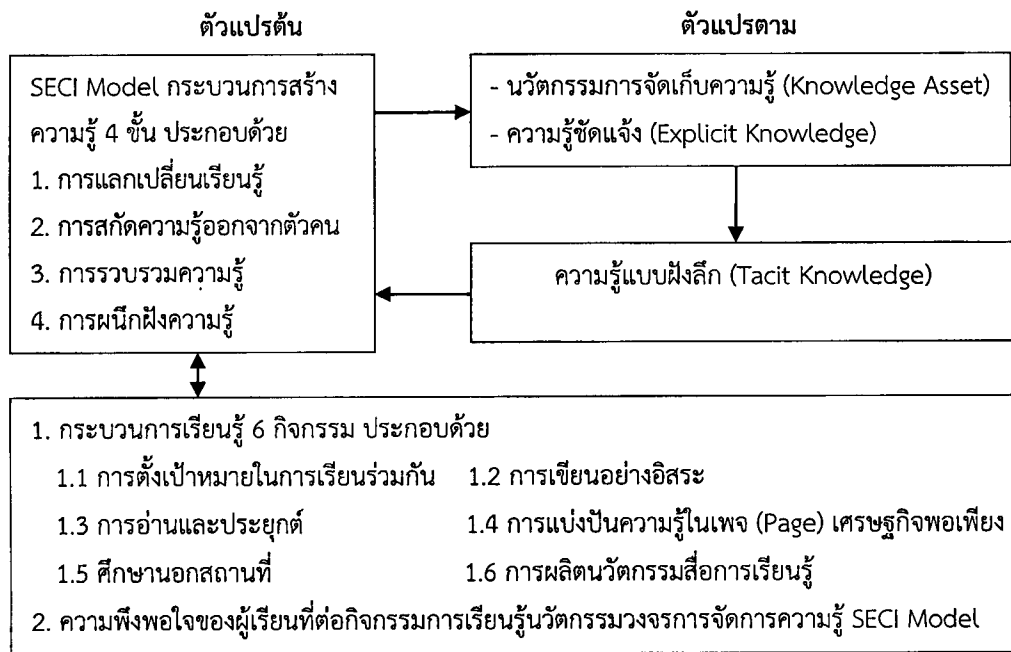 ตัวแปรต้น
ตัวแปรตาม
SECI Model กระบวนการสร้าง
ความรู้ 4 ขั้น ประกอบด้วย
1. การแลกเปลี่ยนเรียนรู้
2. การสกัดความรู้ออกจากตัวคน
3. การรวบรวมความรู้
4. การผนึกฝังความรู้
- นวัตกรรมการจัดเก็บความรู้ (Knowledge Asset)
- ความรู้ชัดแจ้ง (Explicit Knowledge)
ความรู้แบบฝังลึก (Tacit Knowledge)
1. กระบวนการเรียนรู้ 6 กิจกรรม ประกอบด้วย
1.1 การตั้งเป้าหมายในการเรียนร่วมกัน 1.2 การเขียนอย่างอิสระ
1.3 การอ่านและประยุกต์ 1.4 การแบ่งปันความรู้ในเพจ (Page) เศรษฐกิจพอเพียง
1.5 ศึกษานอกสถานที่ 1.6 การผลิตนวัตกรรมสื่อการเรียนรู้
2. ความพึงพอใจของผู้เรียนที่ต่อกิจกรรมการเรียนรู้นวัตกรรมวงจรการจัดการความรู้ SECI Model